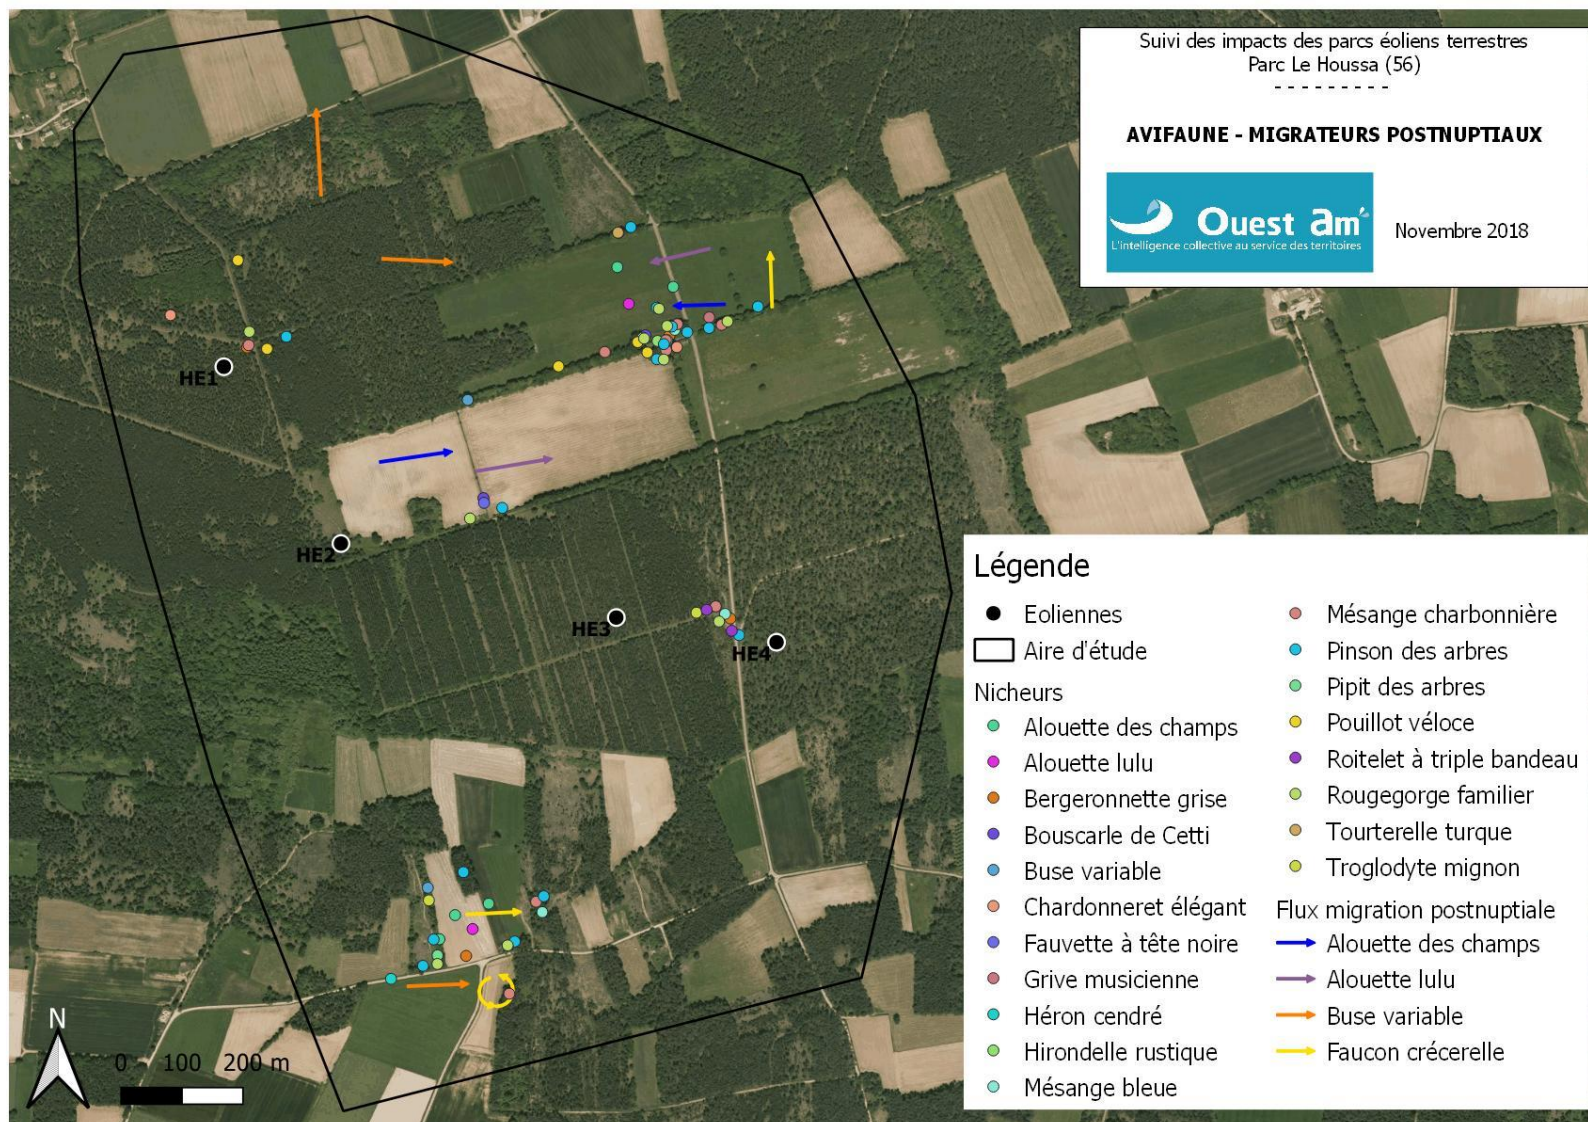 Suivi des impacts des parcs éoliens terrestres
Parc Le Houssa (56)
- - - - - - - - -
AVIFAUNE - MIGRATEURS POSTNUPTIAUX
Ouest am'
L'intelligence collective au service des territoires
Novembre 2018
HE1
HE2
HE3
HE4
Légende
Eoliennes
Aire d'étude
Nicheurs
Alouette des champs
Alouette lulu
Bergeronnette grise
Bouscarle de Cetti
Buse variable
Chardonneret élégant
Fauvette à tête noire
Grive musicienne
Héron cendré
Hirondelle rustique
Mésange bleue
Mésange charbonnière
Pinson des arbres
Pipit des arbres
Pouillot véloce
Roitelet à triple bandeau
Rougegorge familier
Tourterelle turque
Troglodyte mignon
Flux migration postnuptiale
Alouette des champs
Alouette lulu
Buse variable
Faucon crécerelle
N
0 100 200 m